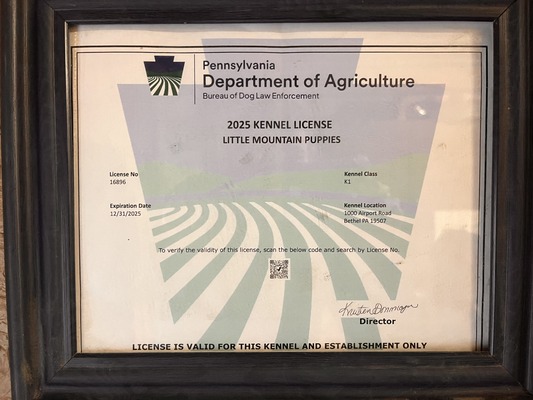 Pennsylvania
Department of Agriculture
Bureau of Dog Law Enforcement
2025 KENNEL LICENSE
LITTLE MOUNTAIN PUPPIES
License No
16896
Kennel Class
K1
Expiration Date
12/31/2025
Kennel Location
1000 Airport Road
Bethel PA 19507
To verify the validity of this license, scan the below code and search by License No.
Director
LICENSE IS VALID FOR THIS KENNEL AND ESTABLISHMENT ONLY